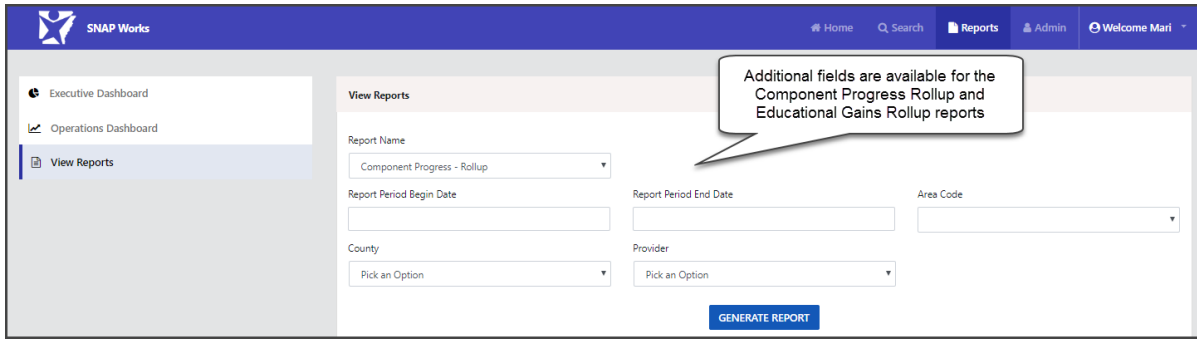 SNAP Works
Home
Search
Reports
Admin
Welcome Mari
Executive Dashboard
Operations Dashboard
View Reports
View Reports
Additional fields are available for the
Component Progress Rollup and
Educational Gains Rollup reports
Report Name
Component Progress - Rollup
Report Period Begin Date
Report Period End Date
Area Code
County
Provider
Pick an Option
Pick an Option
GENERATE REPORT